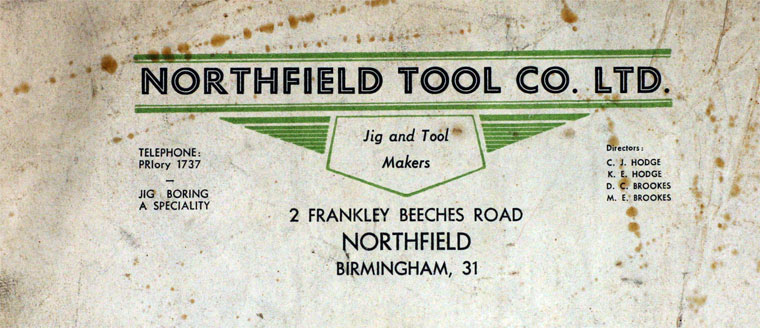 NORTHFIELD TOOL CO. LTD.
Jig and Tool
Makers
TELEPHONE:
PRIory 1737
—
JIG BORING
A SPECIALITY
Directors:
C. J. HODGE
K. E. HODGE
D. C. BROOKES
M. E. BROOKES
2 FRANKLEY BEECHES ROAD
NORTHFIELD
BIRMINGHAM, 31